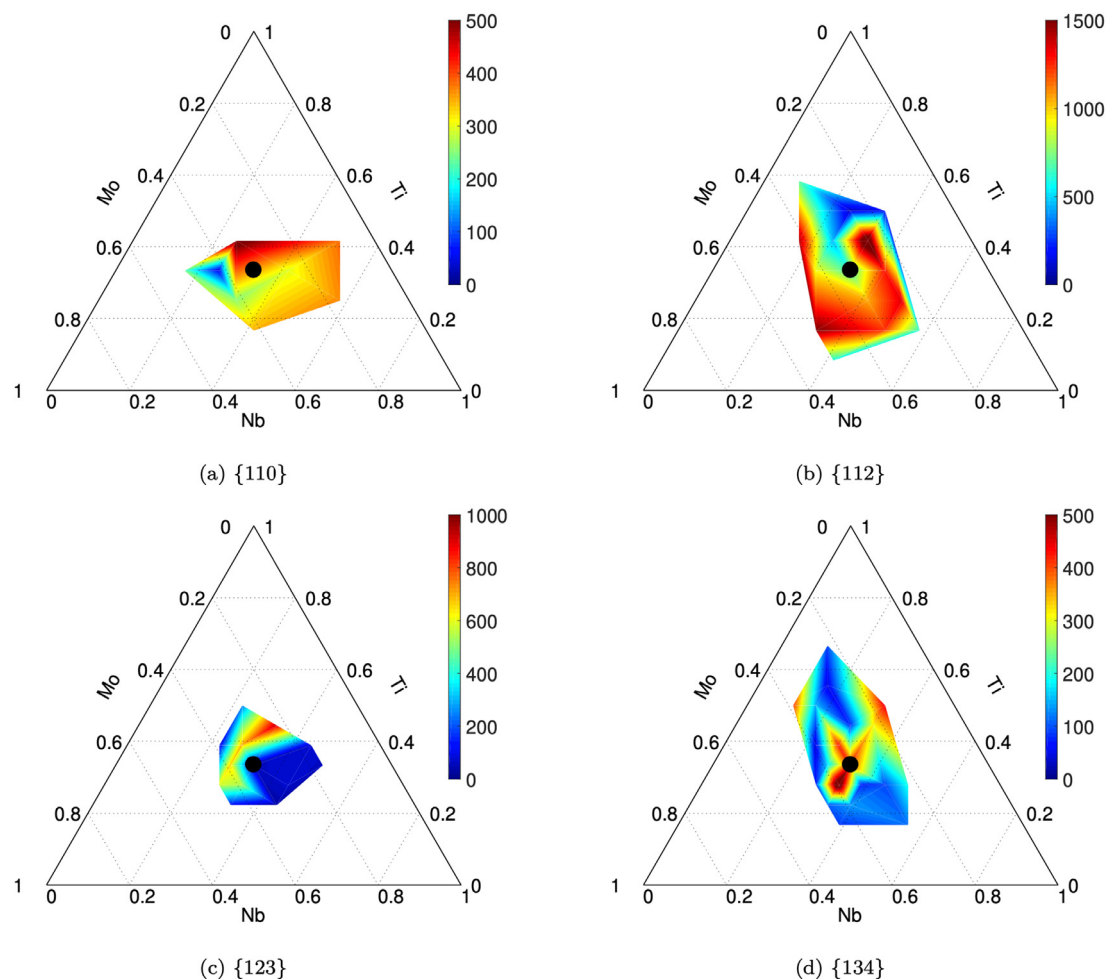 0 1 500
0.2 0.8 400
300
0.4 0.6
Mo Ti 200
0.6 0.4 100
0
0.8 0.2
1 0
0 0.2 0.4 0.6 0.8 1
Nb
(a) {110}
0 1 1500
0.2 0.8 1000
0.4 0.6
Mo Ti 500
0.6 0.4
0
0.8 0.2
1 0
0 0.2 0.4 0.6 0.8 1
Nb
(b) {112}
0 1 1000
0.2 0.8 800
600
0.4 0.6
Mo Ti 400
0.6 0.4 200
0
0.8 0.2
1 0
0 0.2 0.4 0.6 0.8 1
Nb
(c) {123}
0 1 500
0.2 0.8 400
300
0.4 0.6
Mo Ti 200
0.6 0.4 100
0
0.8 0.2
1 0
0 0.2 0.4 0.6 0.8 1
Nb
(d) {134}